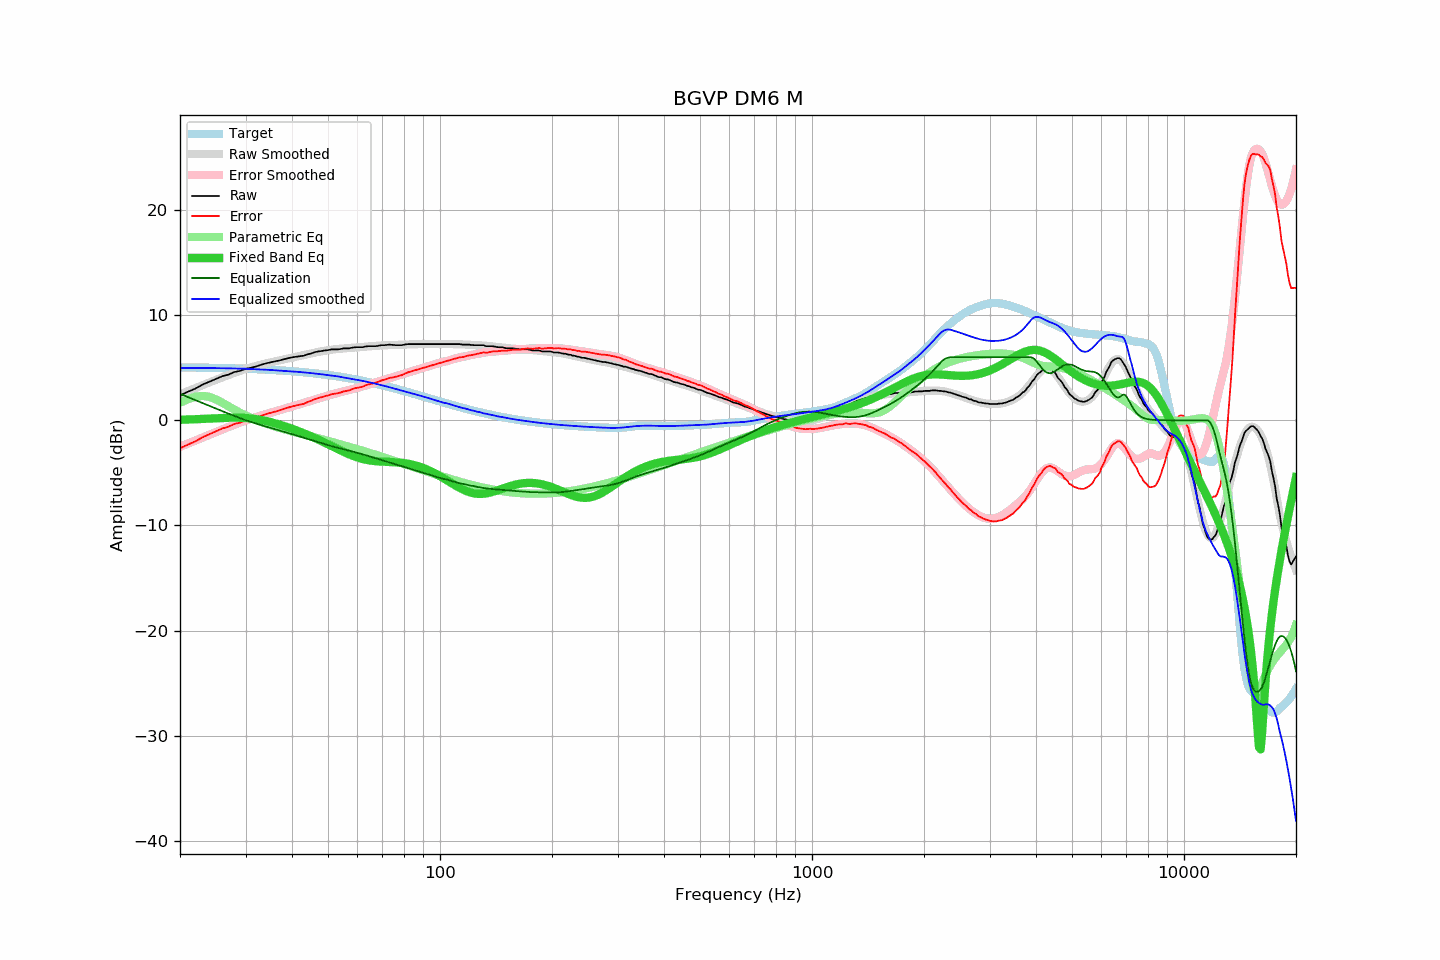 BGVP DM6 M
Target
Raw Smoothed
Error Smoothed
Raw
Error
Parametric Eq
Fixed Band Eq
Equalization
Equalized smoothed
20
10
0
−10
−20
−30
−40
Amplitude (dBr)
100
1000
10000
Frequency (Hz)